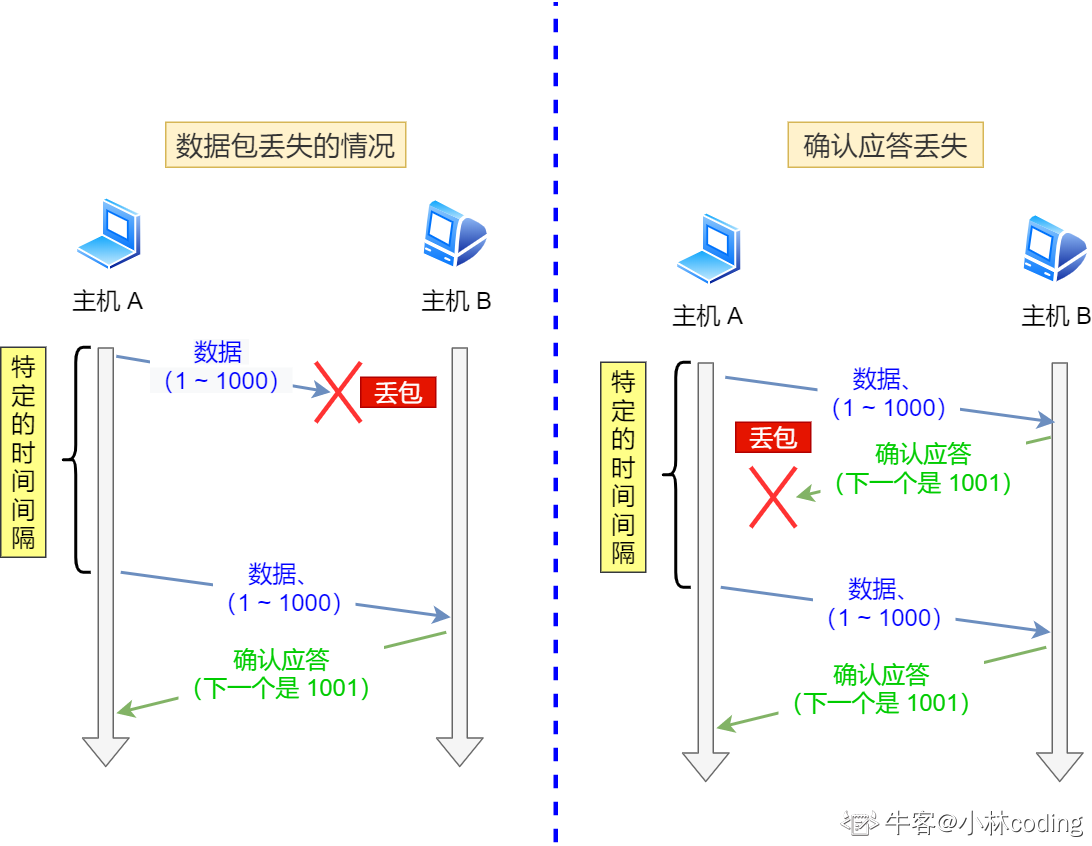 数据包丢失的情况
主机 A
主机 B
特定的时间间隔
数据
（1 ~ 1000）
丢包
数据、
（1 ~ 1000）
确认应答
（下一个是 1001）
确认应答丢失
主机 A
主机 B
特定的时间间隔
数据、
（1 ~ 1000）
丢包
确认应答
（下一个是 1001）
数据、
（1 ~ 1000）
确认应答
（下一个是 1001）
牛客@小林coding